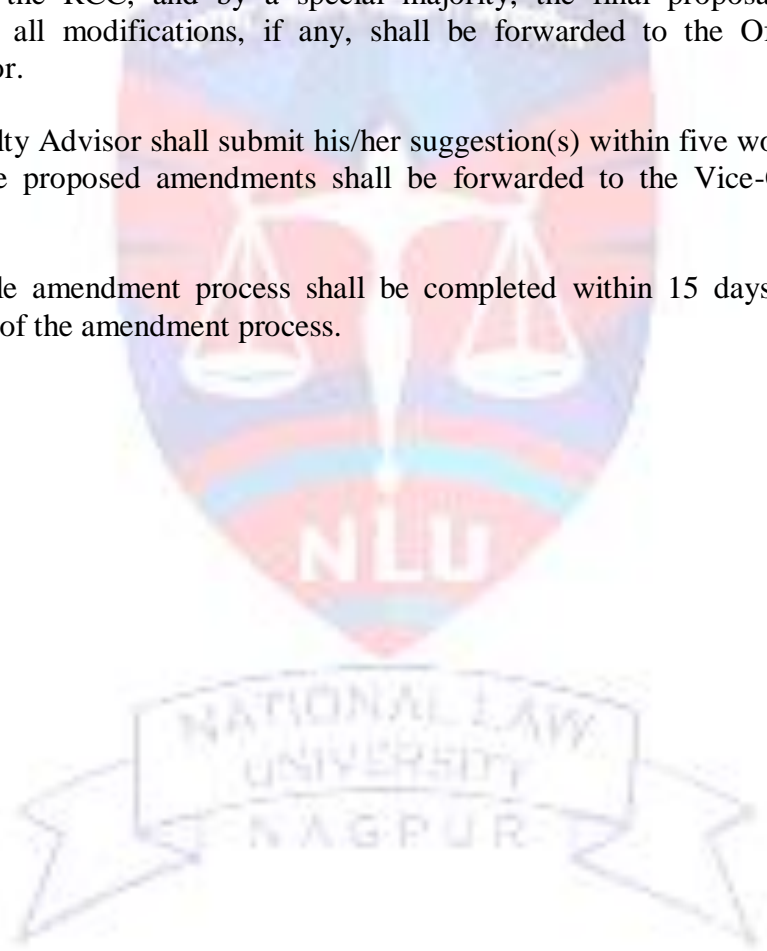 the RCC, and by a special majority, the final propos
all modifications, if any, shall be forwarded to the
or.
lty Advisor shall submit his/her suggestion(s) within five wo
e proposed amendments shall be forwarded to the
le amendment process shall be completed within 15 days
of the amendment process.
NLU
NATIONAL LAW
UNIVERSITY
NAGPUR